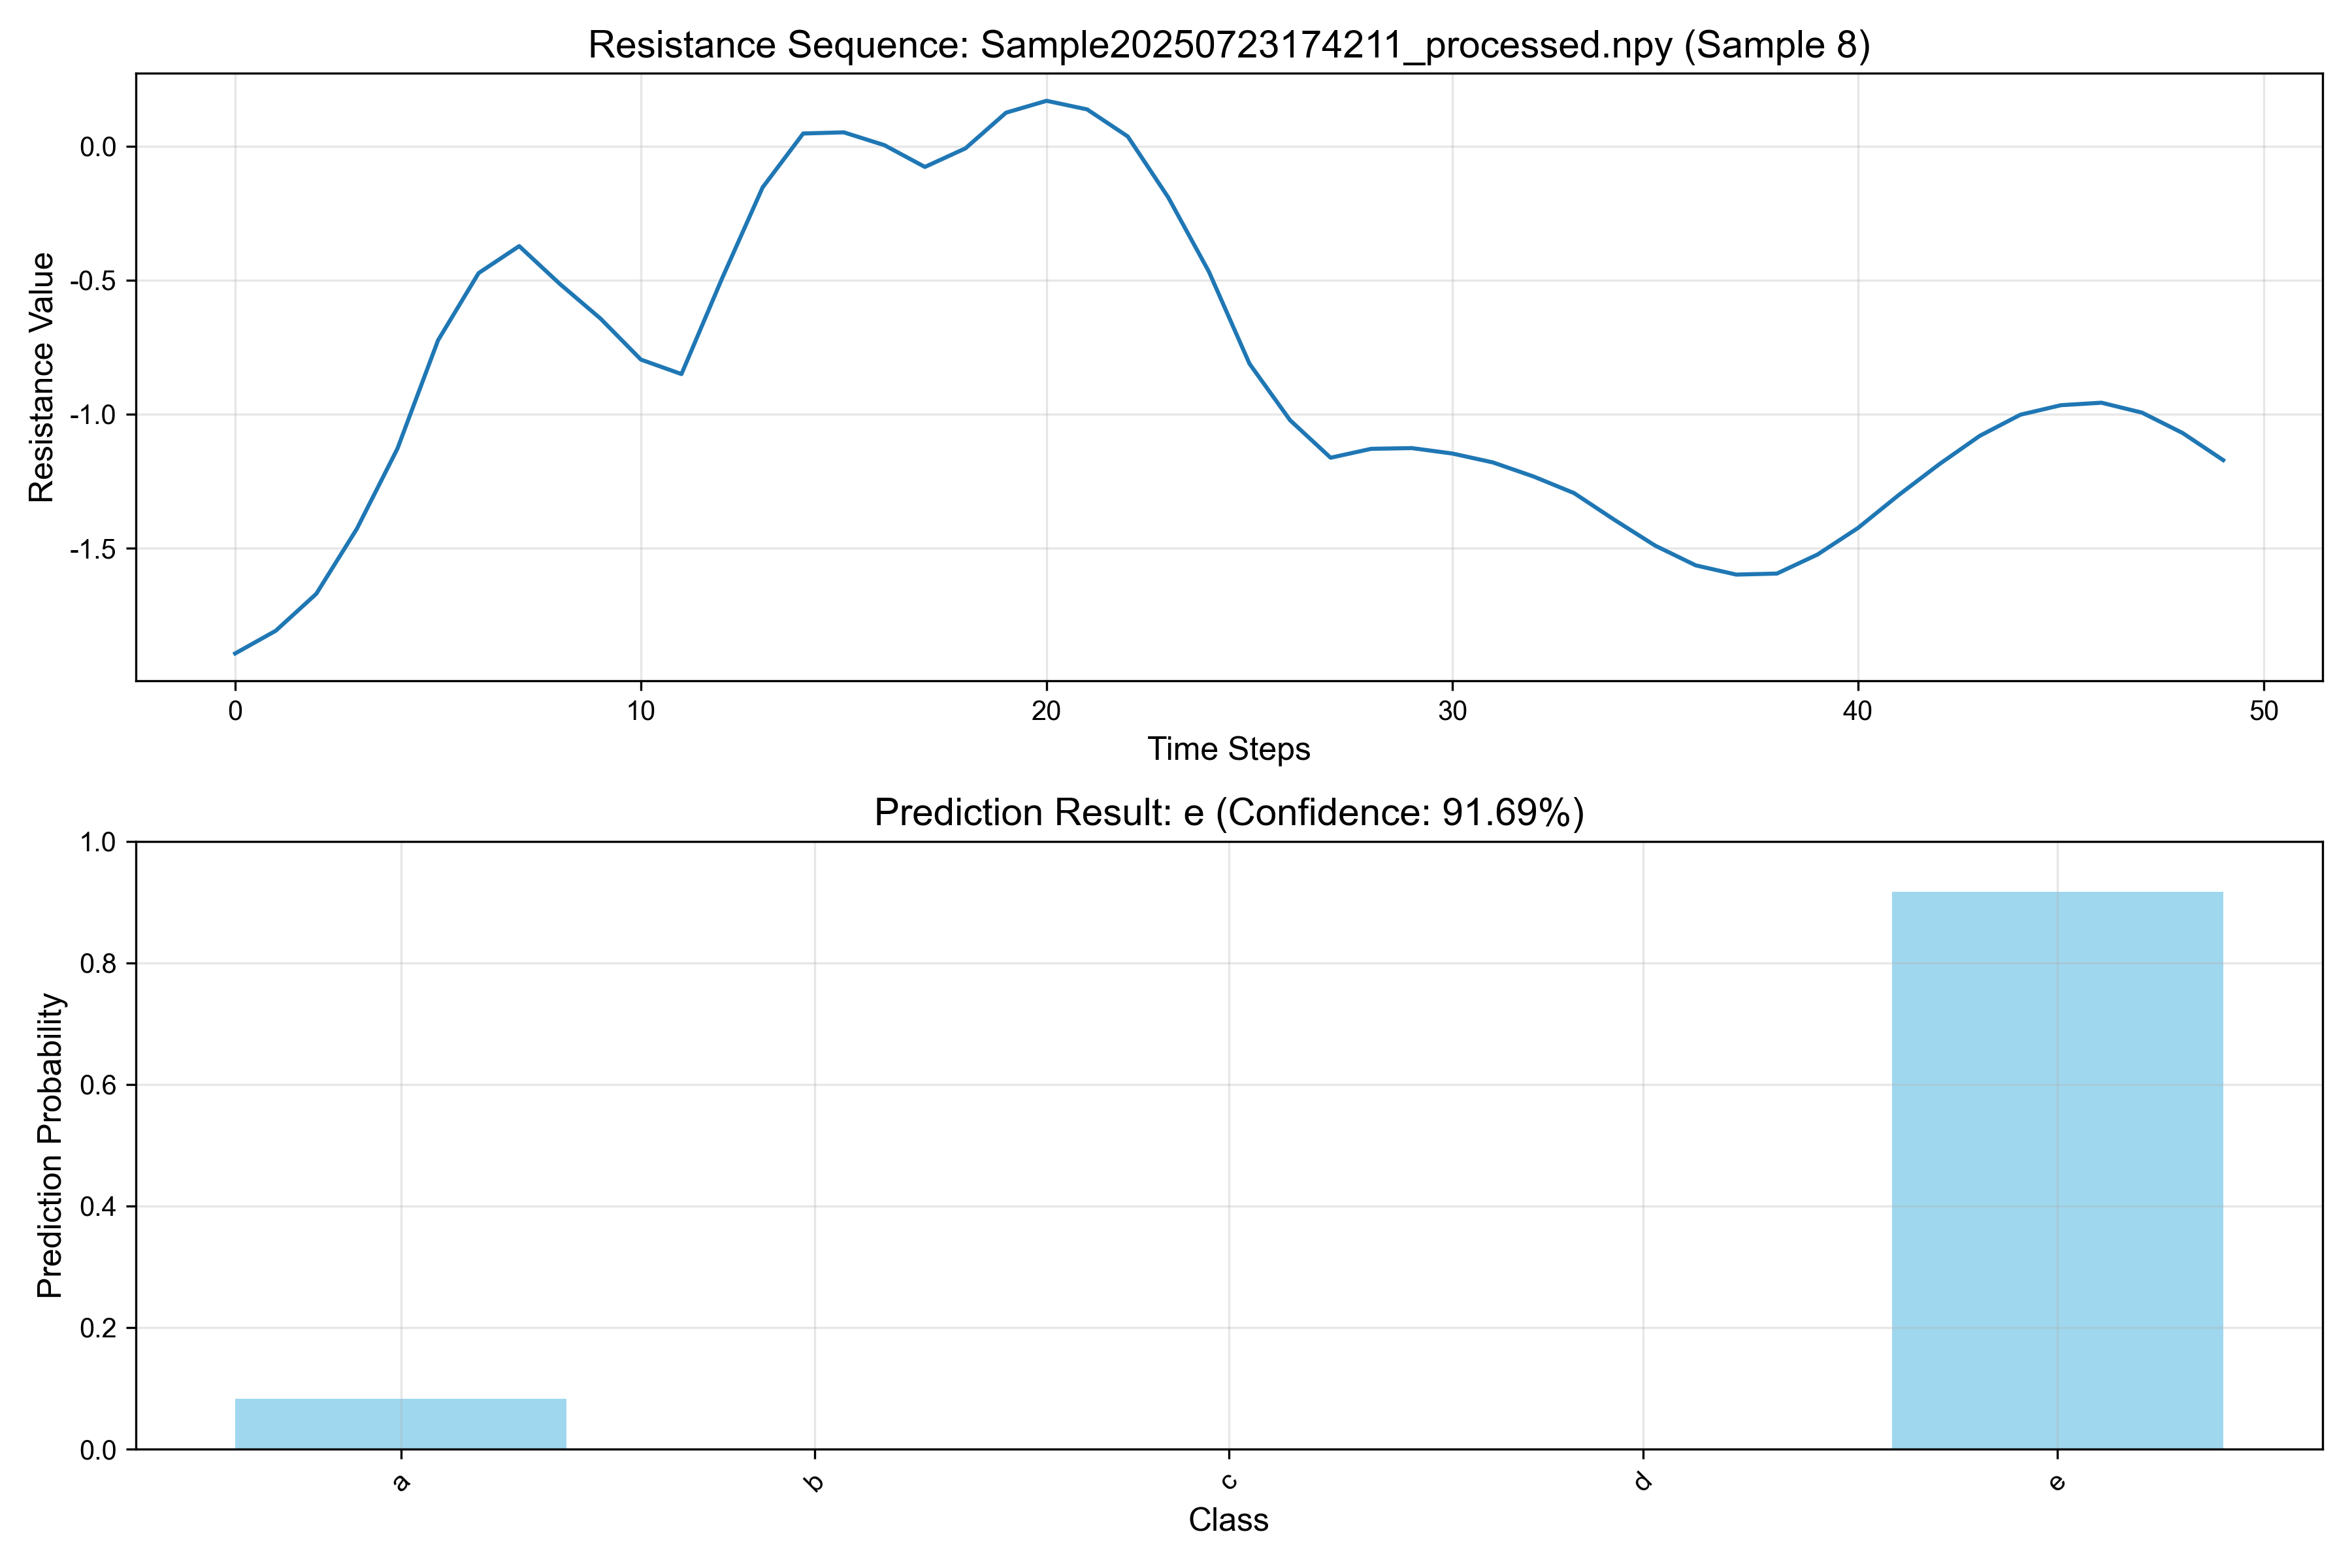 Resistance Sequence: Sample20250723174211_processed.npy (Sample 8)
Resistance Value
0.0
-0.5
-1.0
-1.5
0 10 20 30 40 50
Time Steps
Prediction Result: e (Confidence: 91.69%)
Prediction Probability
1.0
0.8
0.6
0.4
0.2
0.0
a b c d e
Class